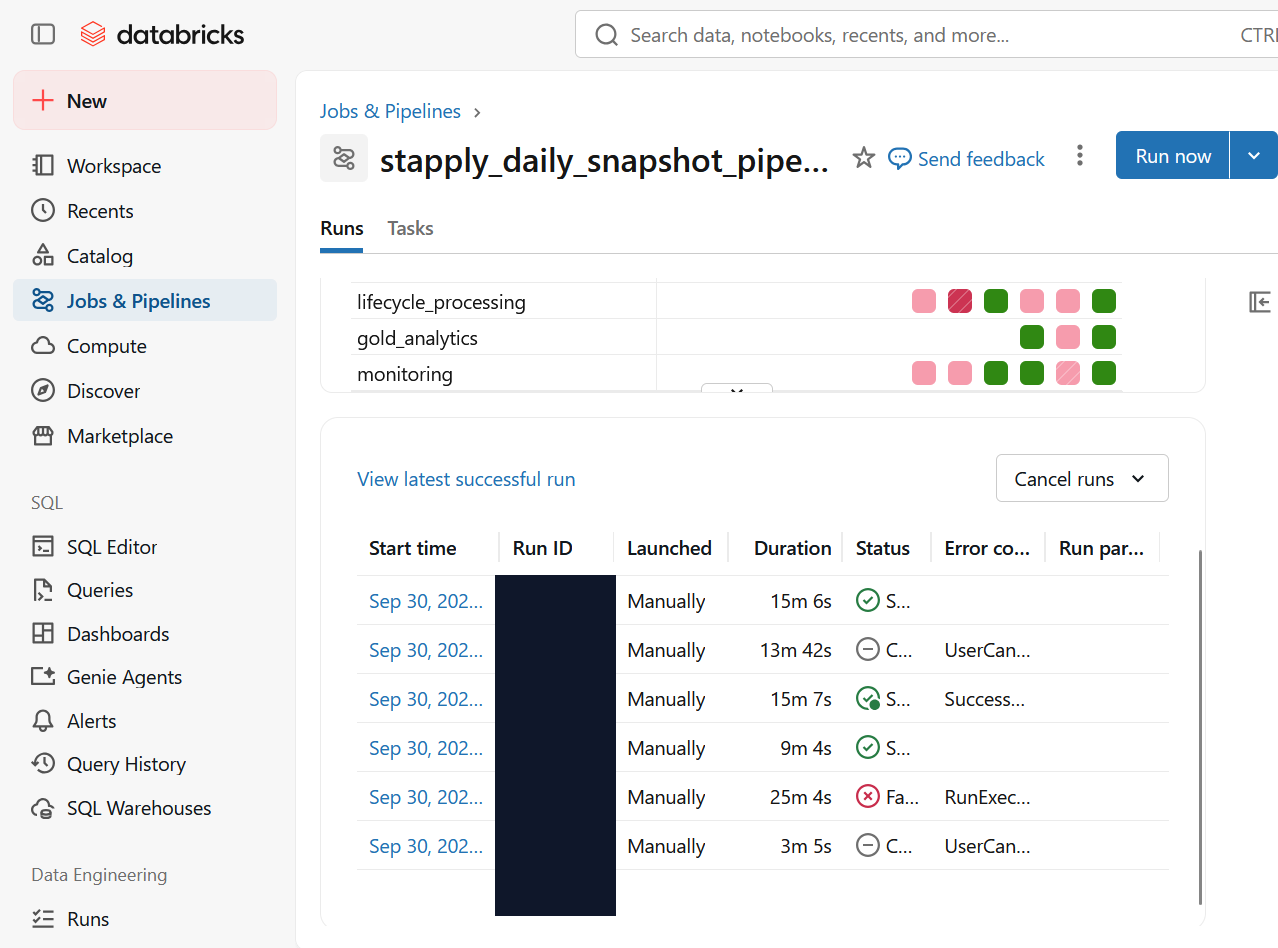 databricks
Search data, notebooks, recents, and more...
CTR
New
Workspace
Recents
Catalog
Jobs & Pipelines
Compute
Discover
Marketplace
SQL
SQL Editor
Queries
Dashboards
Genie Agents
Alerts
Query History
SQL Warehouses
Data Engineering
Runs
Jobs & Pipelines ›
stapply_daily_snapshot_pipe...
Send feedback
Run now
Runs Tasks
lifecycle_processing
gold_analytics
monitoring
View latest successful run
Cancel runs
Start time Run ID Launched Duration Status Error co... Run par...
Sep 30, 202... Manually 15m 6s S...
Sep 30, 202... Manually 13m 42s C... UserCan...
Sep 30, 202... Manually 15m 7s S... Success...
Sep 30, 202... Manually 9m 4s S...
Sep 30, 202... Manually 25m 4s Fa... RunExec...
Sep 30, 202... Manually 3m 5s C... UserCan...